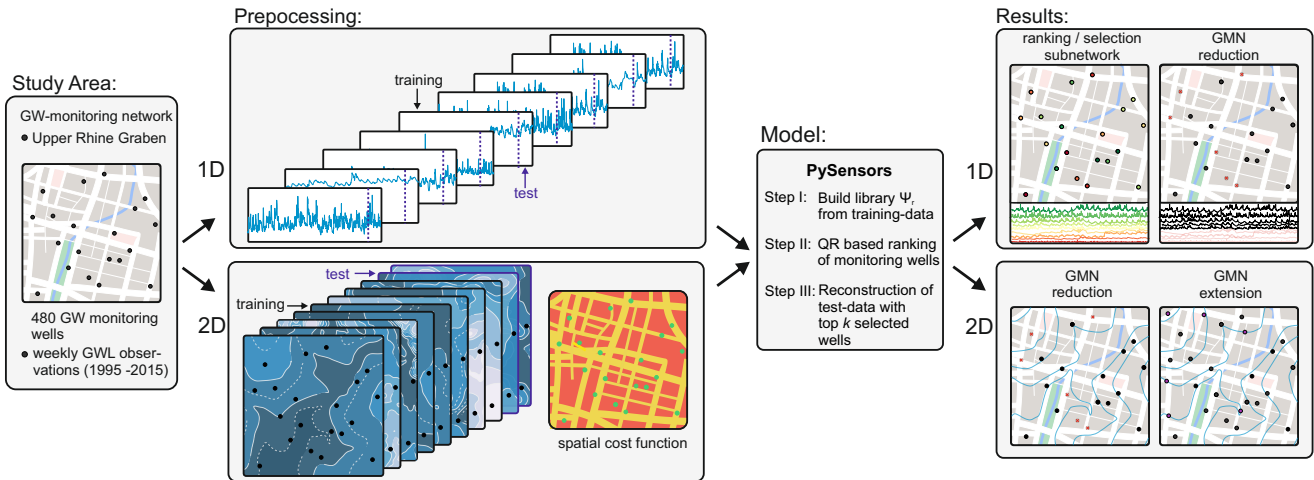 Study Area:
GW-monitoring network
Upper Rhine Graben
480 GW monitoring
wells
weekly GWL obser-
vations (1995 -2015)
Prepocessing:
1D
training
test
2D
test
training
spatial cost function
Model:
PySensors
Step I: Build library Ψr
from training-data
Step II: QR based ranking
of monitoring wells
Step III: Reconstruction of
test-data with
top k selected
wells
Results:
1D
ranking / selection
subnetwork
GMN
reduction
2D
GMN
reduction
GMN
extension